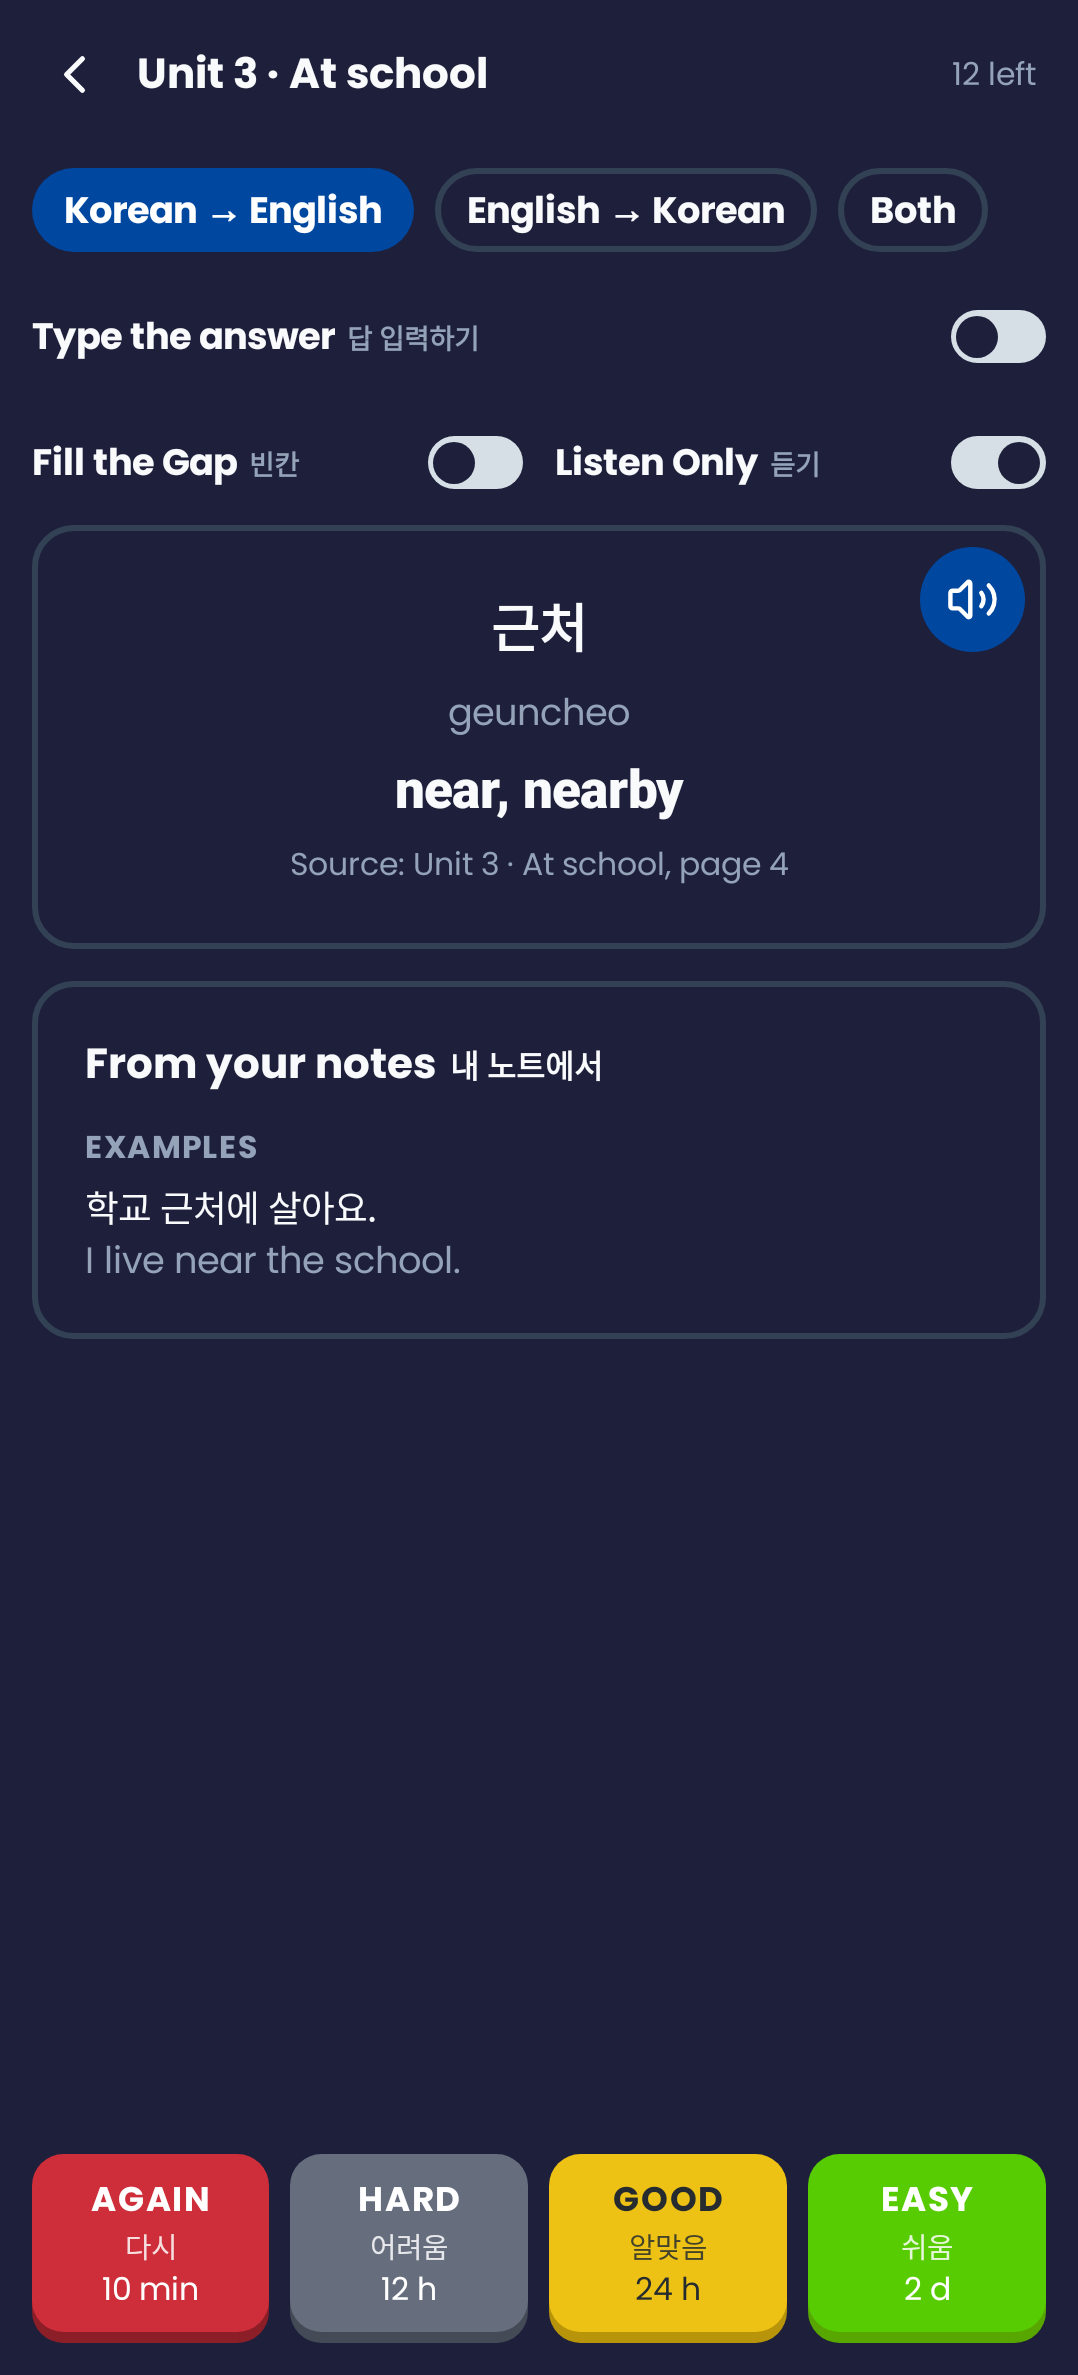 Unit 3 · At school
12 left
Korean → English
English → Korean
Both
Type the answer 답 입력하기
Fill the Gap 빈칸
Listen Only 듣기
근처
geuncheo
near, nearby
Source: Unit 3 · At school, page 4
From your notes 내 노트에서
EXAMPLES
학교 근처에 살아요.
I live near the school.
AGAIN
다시
10 min
HARD
어려움
12 h
GOOD
알맞음
24 h
EASY
쉬움
2 d